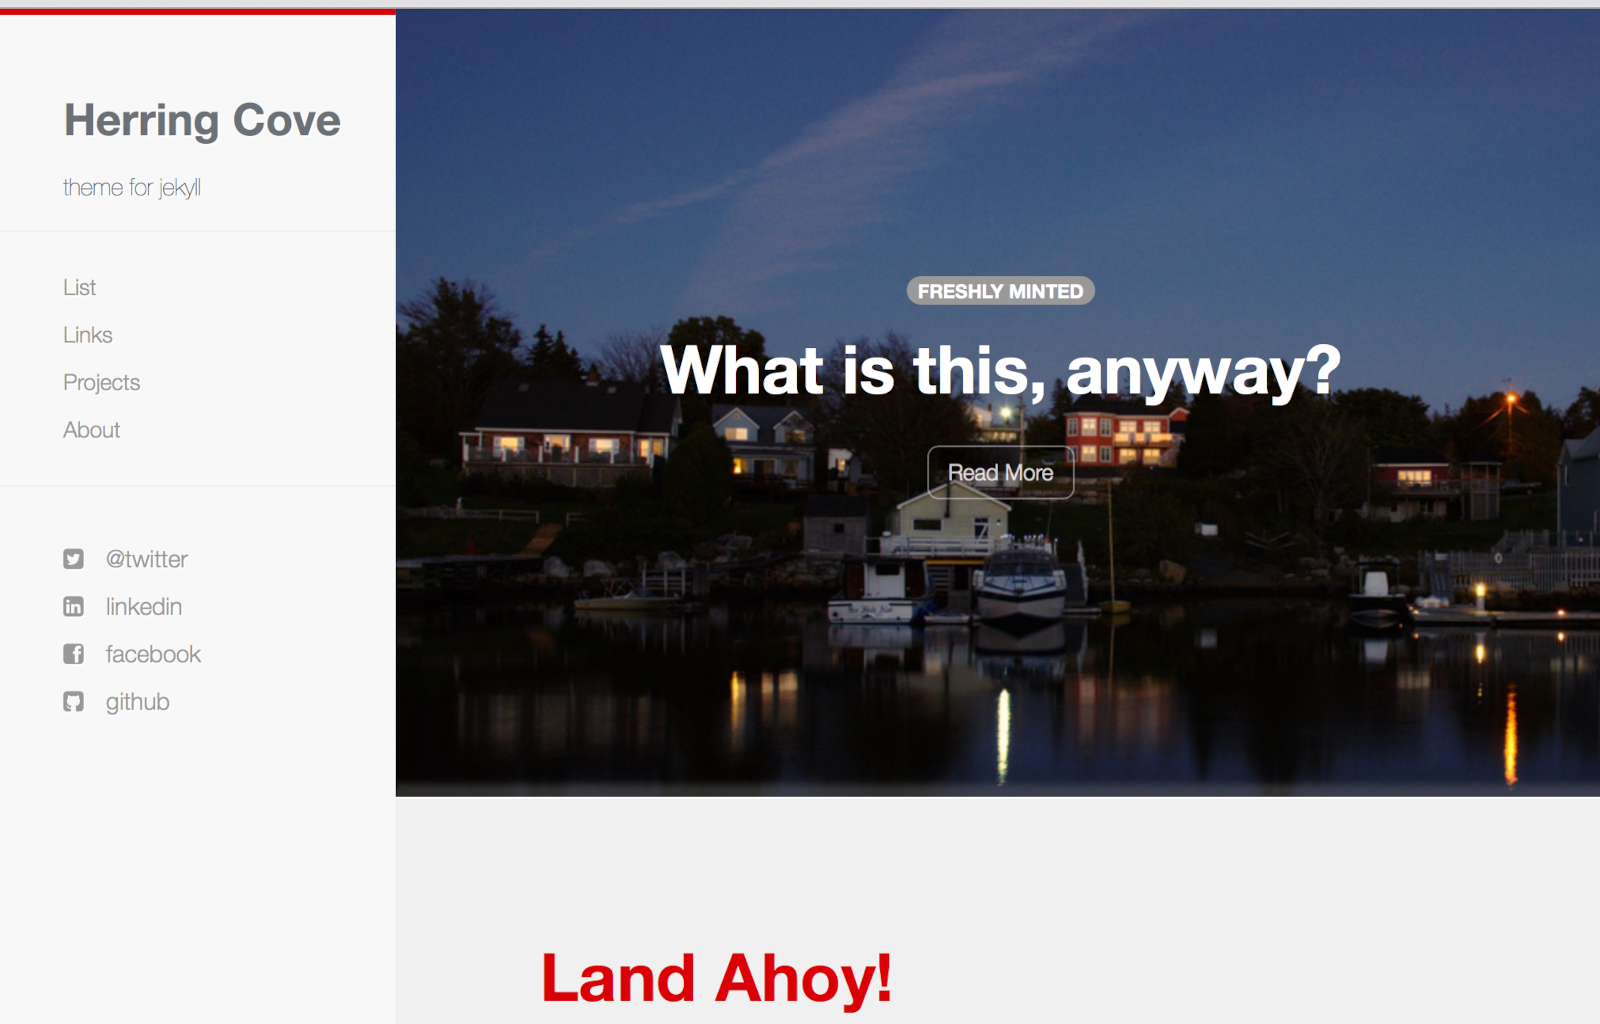 Herring Cove
theme for jekyll
List
Links
Projects
About
@twitter
linkedin
facebook
github
FRESHLY MINTED
What is this, anyway?
Read More
Land Ahoy!